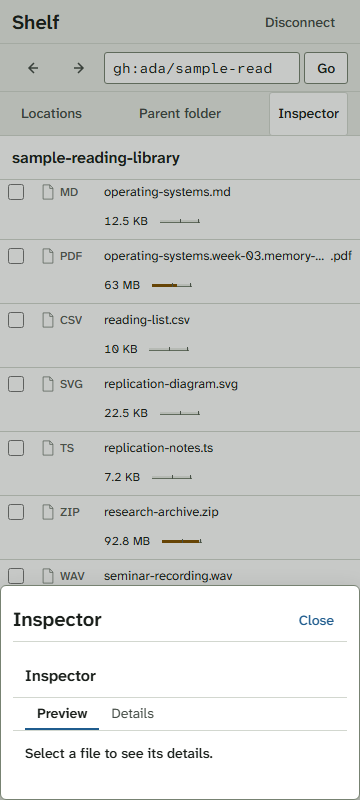 Shelf Disconnect
← → gh:ada/sample-read Go
Locations Parent folder Inspector
sample-reading-library
MD operating-systems.md
12.5 KB
PDF operating-systems.week-03.memory-… .pdf
63 MB
CSV reading-list.csv
10 KB
SVG replication-diagram.svg
22.5 KB
TS replication-notes.ts
7.2 KB
ZIP research-archive.zip
92.8 MB
WAV seminar-recording.wav
Inspector Close
Inspector
Preview Details
Select a file to see its details.